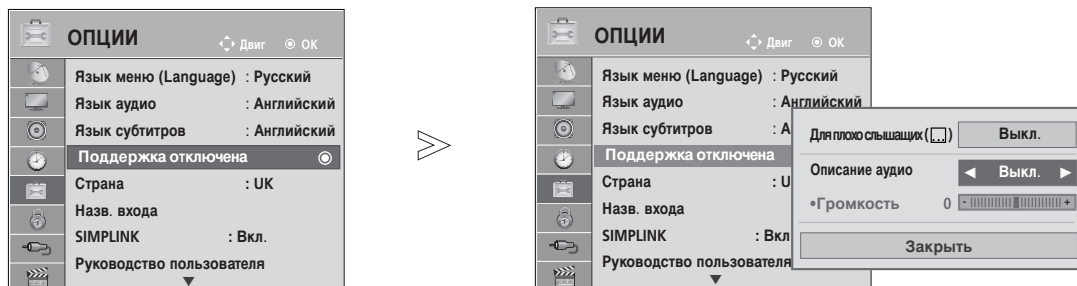 ОПЦИИ
Двиг ОК
Язык меню (Language) : Русский
Язык аудио : Английский
Язык субтитров : Английский
Поддержка отключена
Страна : UK
Назв. входа
SIMPLINK : Вкл.
Руководство пользователя
ОПЦИИ
Двиг ОК
Язык меню (Language) : Русский
Язык аудио : Английский
Язык субтитров : А
Поддержка отключена
Страна : U
Назв. входа
SIMPLINK : Вкл
Руководство пользователя
Для плохо слышащих ( ) Выкл.
Описание аудио ◄ Выкл. ►
•Громкость 0 - +
Закрыть